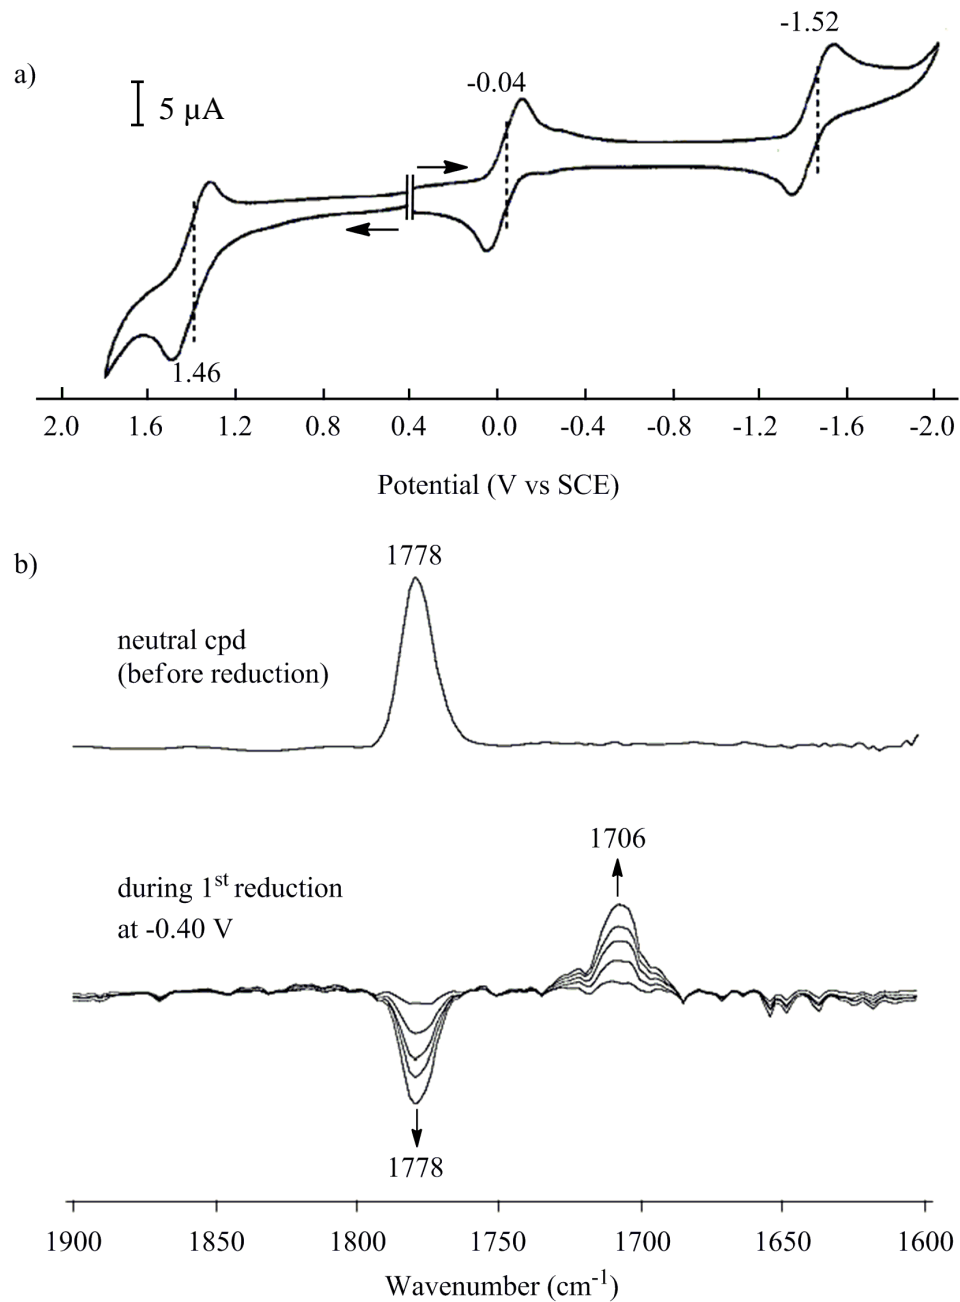 a)
-1.52
-0.04
5 µA
1.46
2.0 1.6 1.2 0.8 0.4 0.0 -0.4 -0.8 -1.2 -1.6 -2.0
Potential (V vs SCE)
b)
1778
neutral cpd
(before reduction)
1706
during 1st reduction
at -0.40 V
1778
1900 1850 1800 1750 1700 1650 1600
Wavenumber (cm-1)